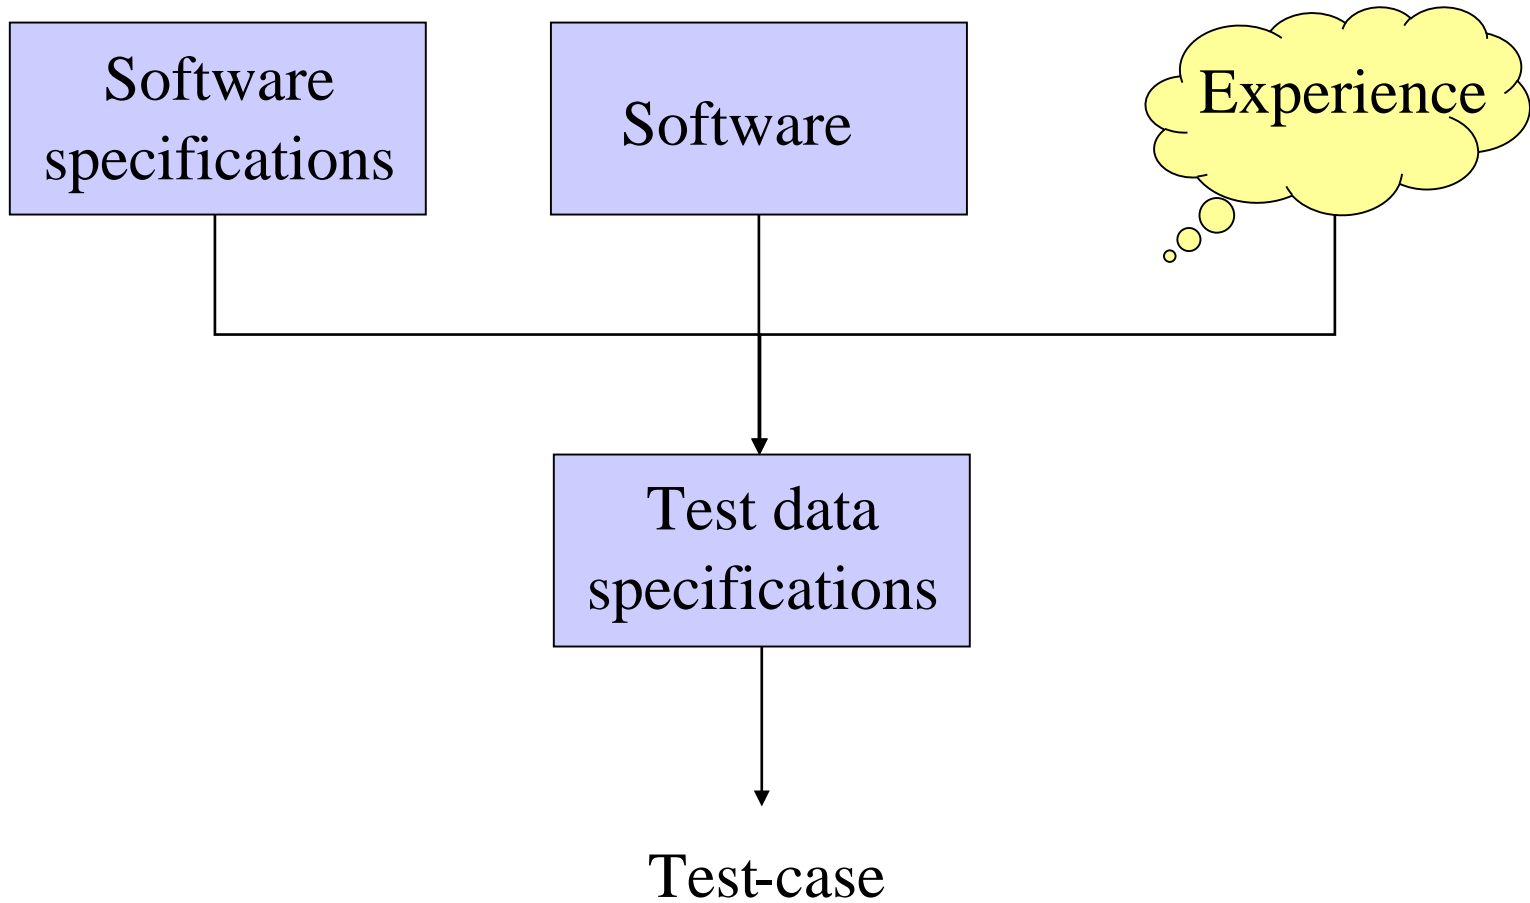 Software
specifications
Software
Experience
Test data
specifications
Test-case